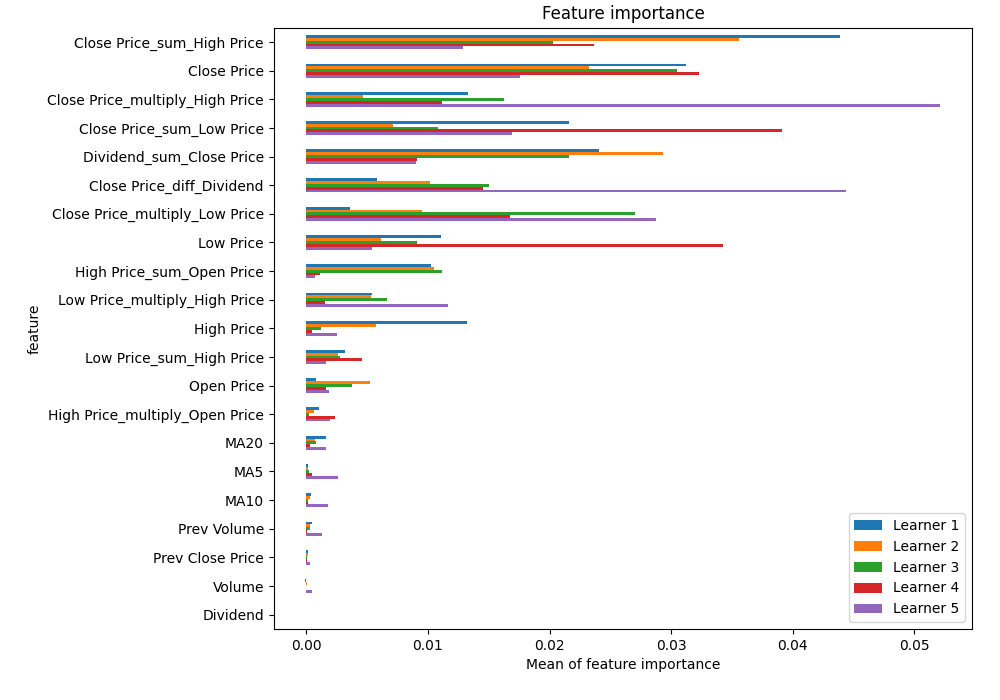 Feature importance
Close Price_sum_High Price
Close Price
Close Price_multiply_High Price
Close Price_sum_Low Price
Dividend_sum_Close Price
Close Price_diff_Dividend
Close Price_multiply_Low Price
Low Price
High Price_sum_Open Price
Low Price_multiply_High Price
High Price
Low Price_sum_High Price
Open Price
High Price_multiply_Open Price
MA20
MA5
MA10
Prev Volume
Prev Close Price
Volume
Dividend
feature
Learner 1
Learner 2
Learner 3
Learner 4
Learner 5
0.00 0.01 0.02 0.03 0.04 0.05
Mean of feature importance